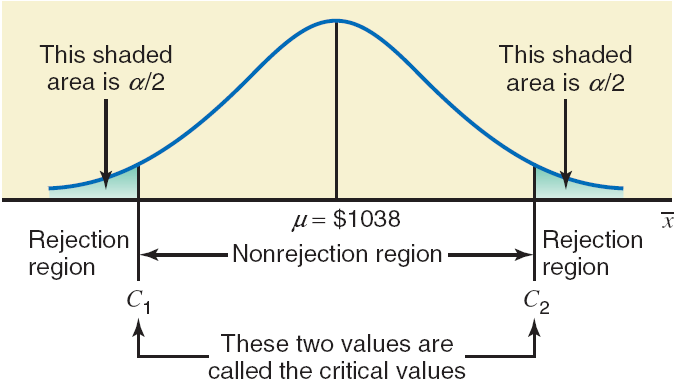 This shaded
area is α/2
This shaded
area is α/2
μ = $1038
x̅
Rejection
region
Nonrejection region
Rejection
region
C₁
C₂
These two values are
called the critical values